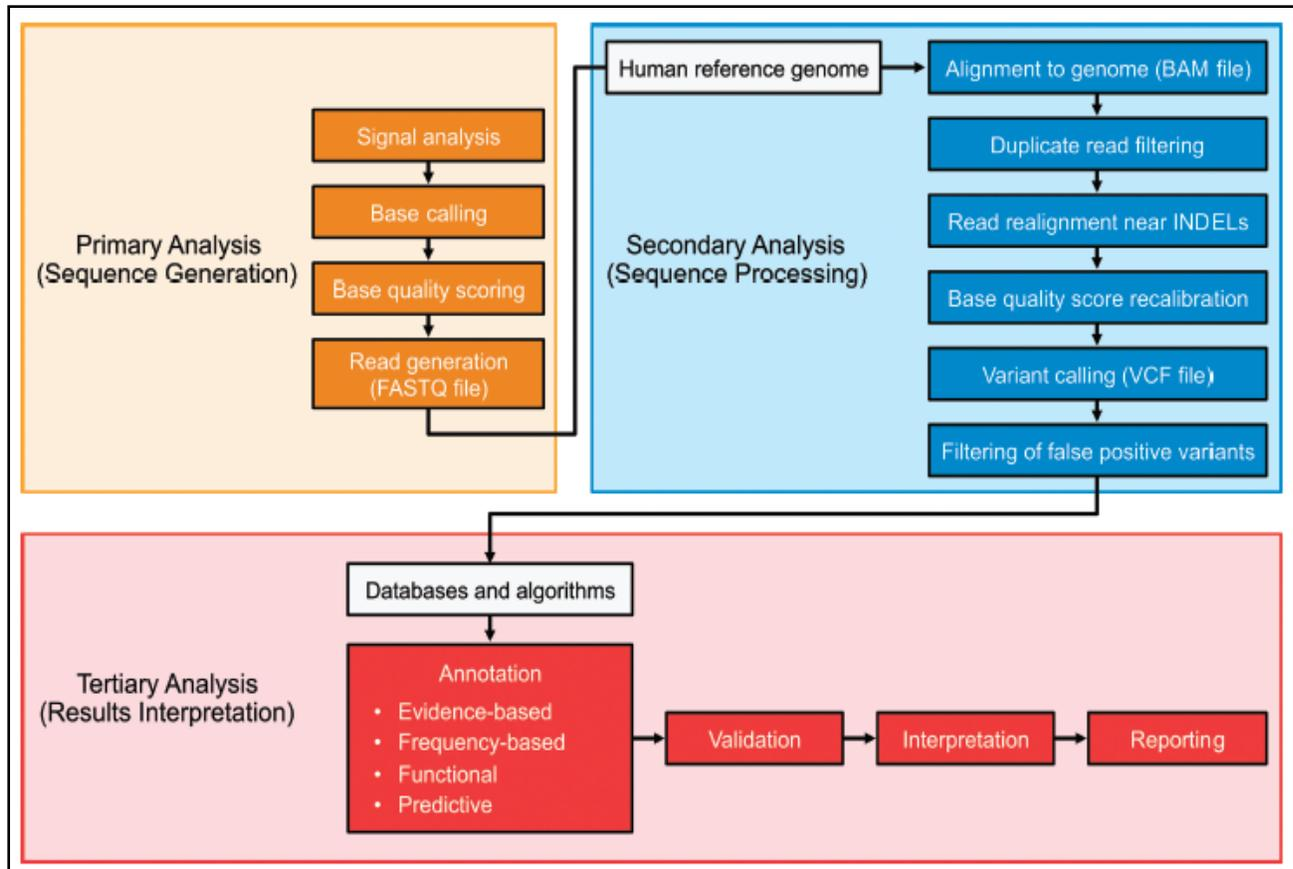 Primary Analysis
(Sequence Generation)
Signal analysis
Base calling
Base quality scoring
Read generation
(FASTQ file)
Secondary Analysis
(Sequence Processing)
Human reference genome
Alignment to genome (BAM file)
Duplicate read filtering
Read realignment near INDELs
Base quality score recalibration
Variant calling (VCF file)
Filtering of false positive variants
Tertiary Analysis
(Results Interpretation)
Databases and algorithms
Annotation
• Evidence-based
• Frequency-based
• Functional
• Predictive
Validation
Interpretation
Reporting